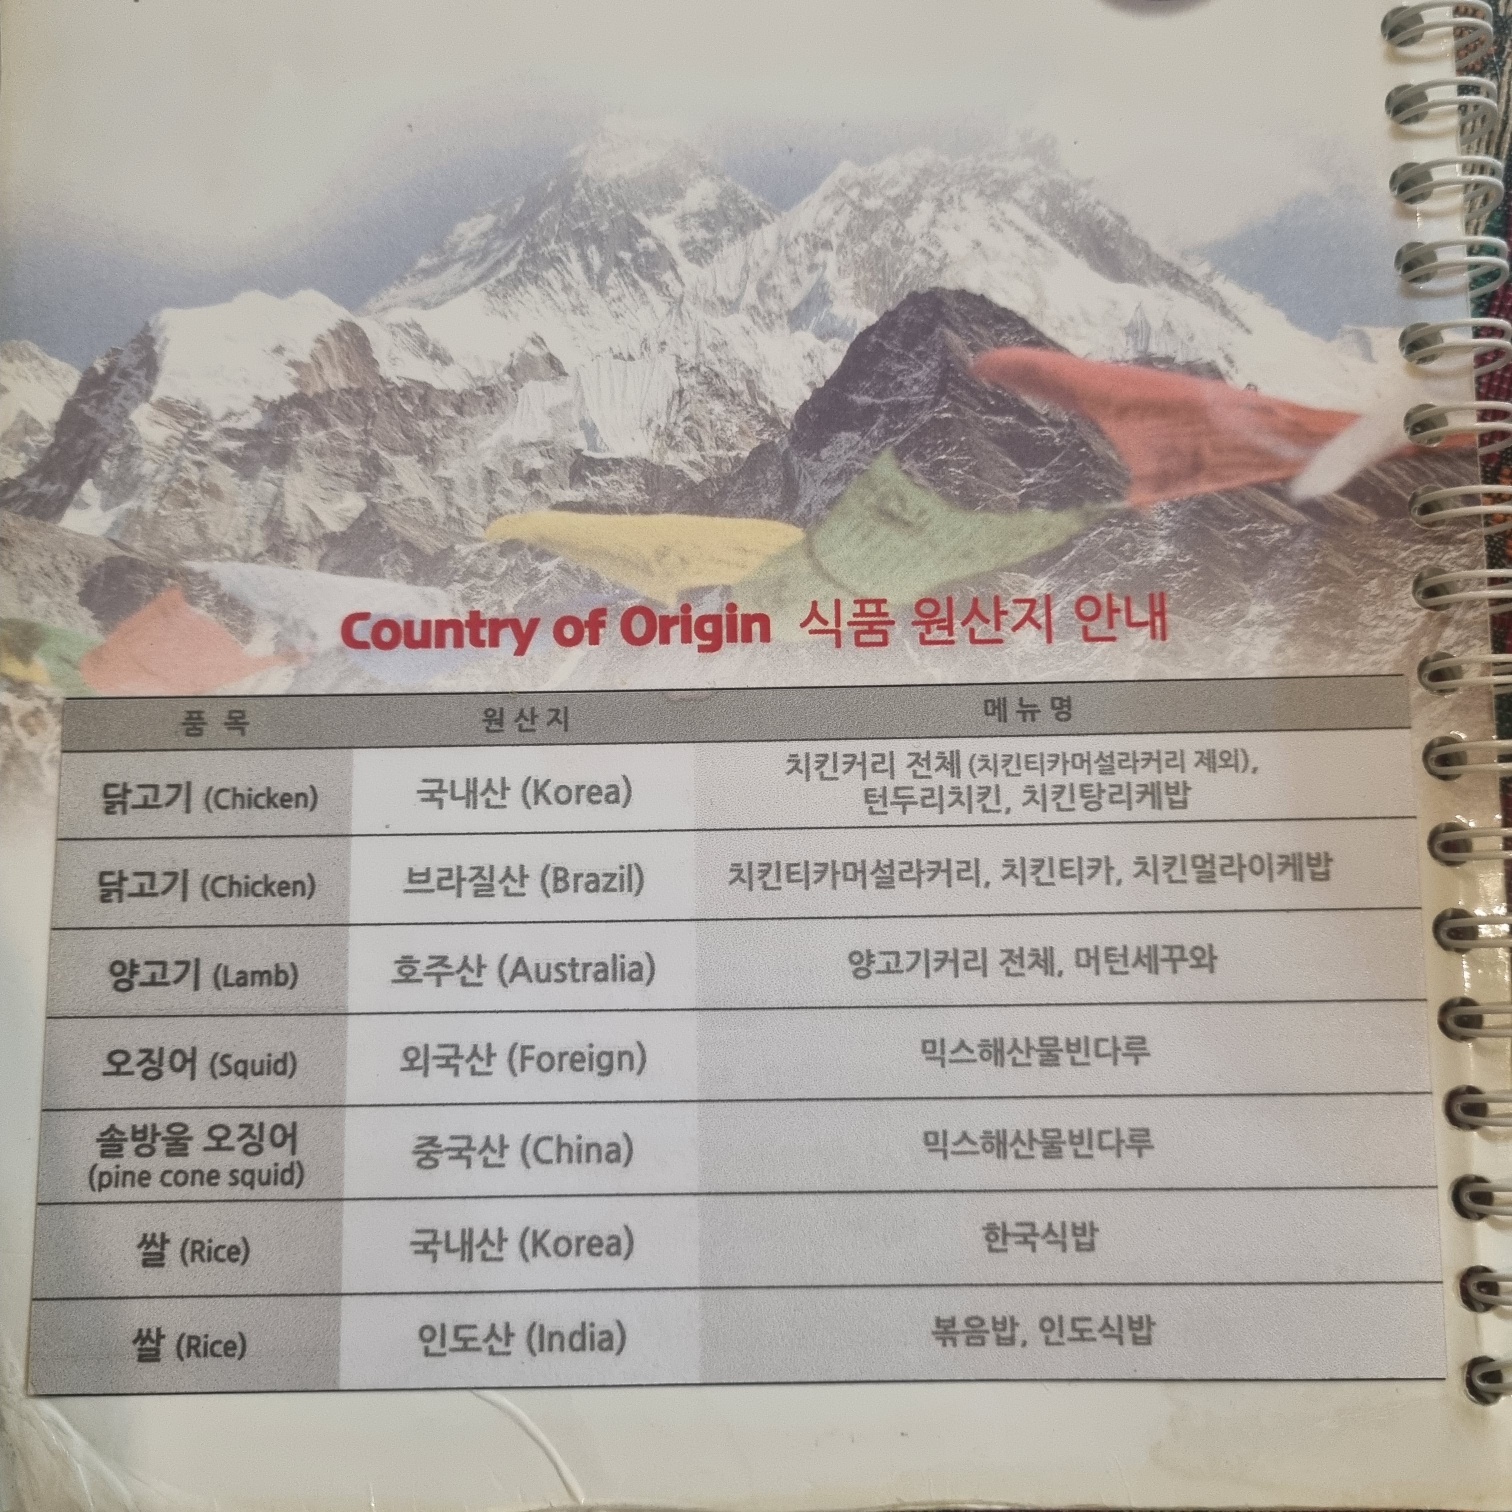 Country of Origin 식품 원산지 안내
품 목 원 산 지 메 뉴 명
닭고기 (Chicken) 국내산 (Korea) 치킨커리 전체 (치킨티카머설라커리 제외),
턴두리치킨, 치킨탕리케밥
닭고기 (Chicken) 브라질산 (Brazil) 치킨티카머설라커리, 치킨티카, 치킨멀라이케밥
양고기 (Lamb) 호주산 (Australia) 양고기커리 전체, 머턴세꾸와
오징어 (Squid) 외국산 (Foreign) 믹스해산물빈다루
솔방울 오징어
(pine cone squid) 중국산 (China) 믹스해산물빈다루
쌀 (Rice) 국내산 (Korea) 한국식밥
쌀 (Rice) 인도산 (India) 볶음밥, 인도식밥